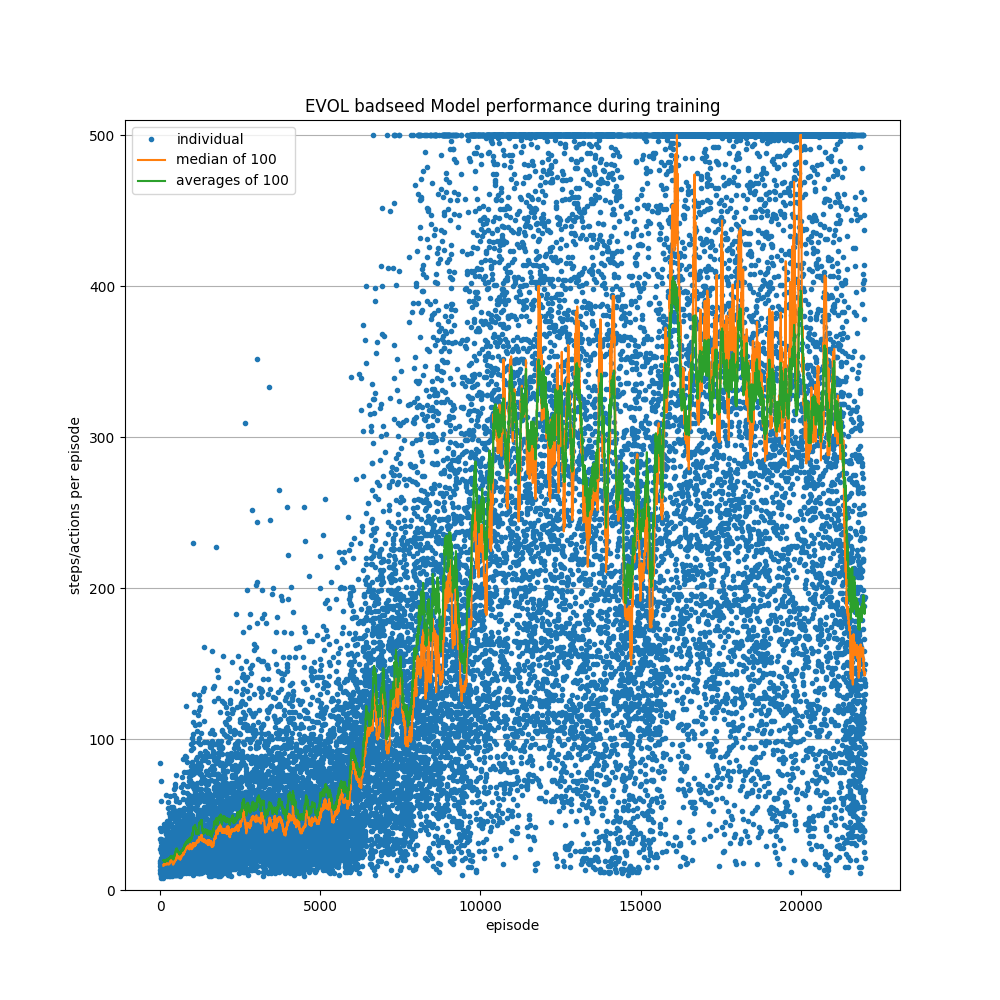 EVOL badseed Model performance during training
individual
median of 100
averages of 100
steps/actions per episode
500
400
300
200
100
0
0 5000 10000 15000 20000
episode